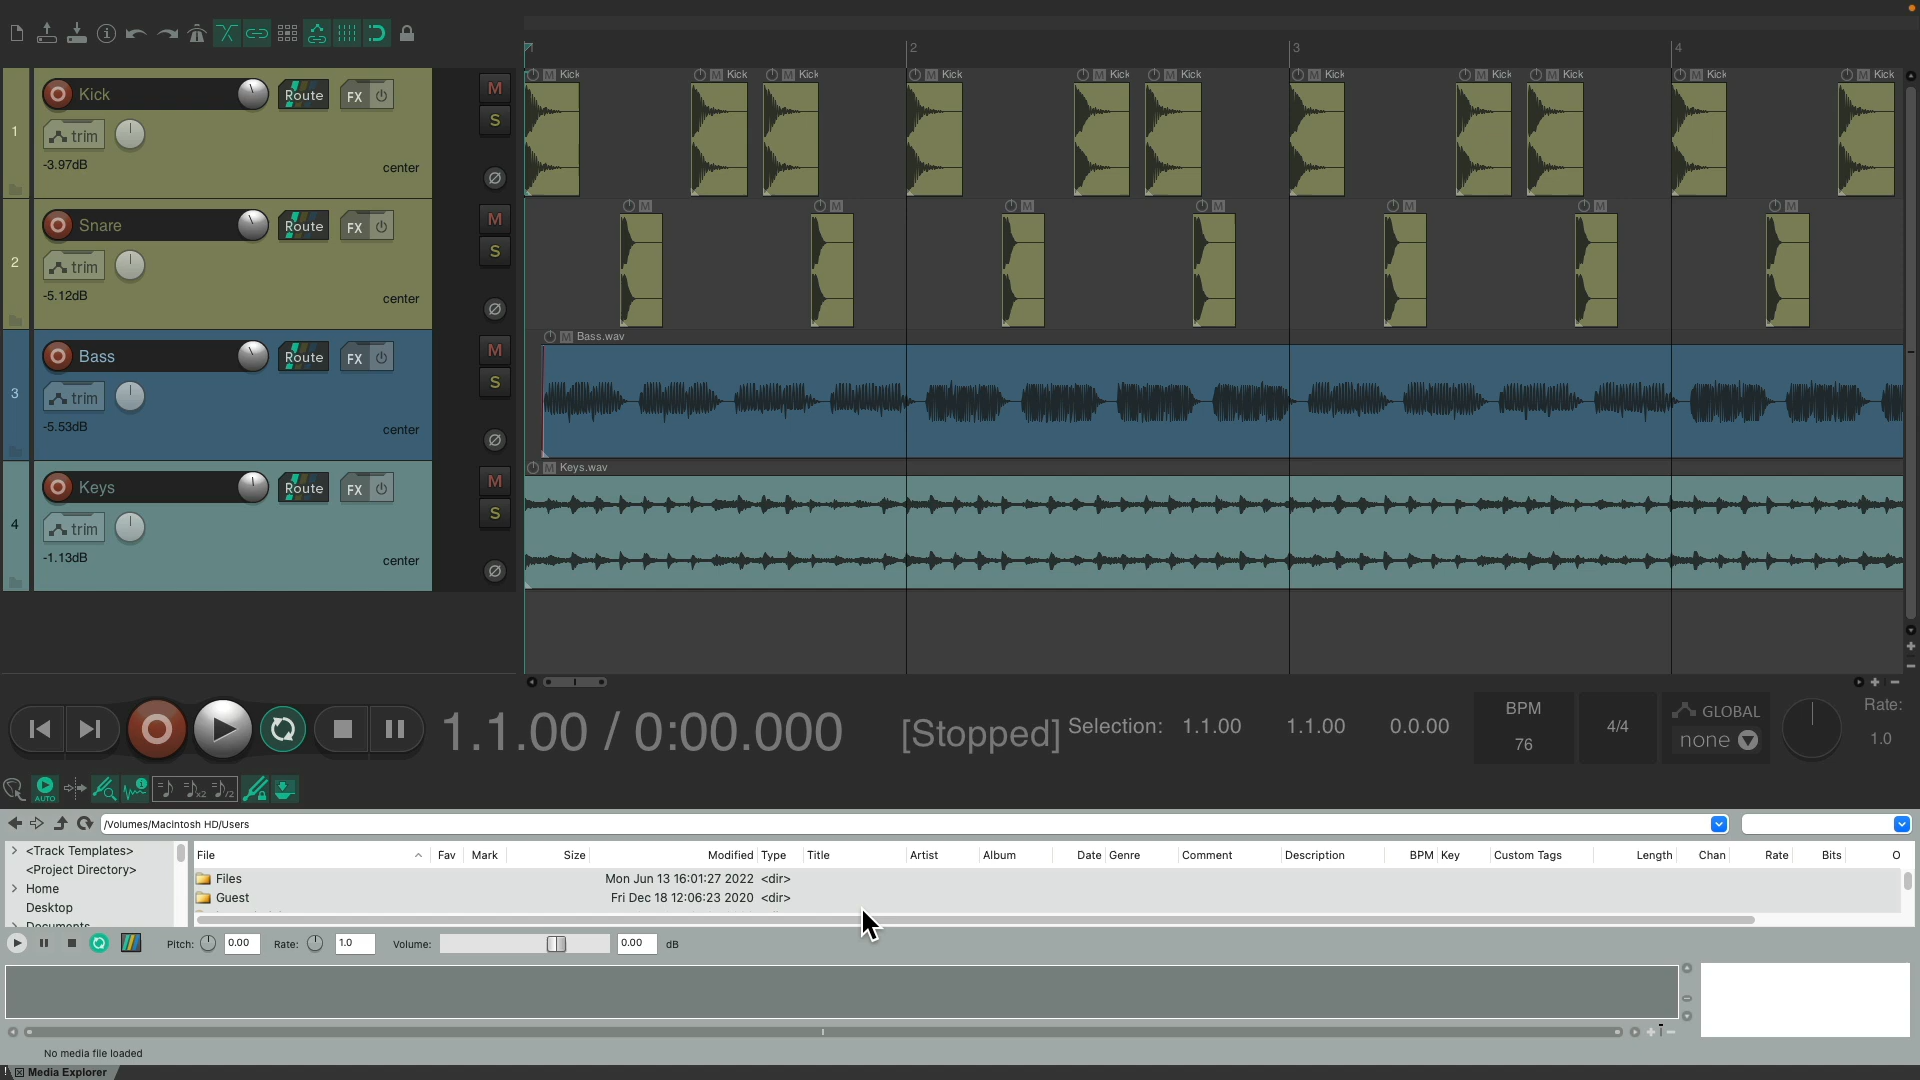 1 2 3 4
Kick Kick Kick Kick Kick Kick Kick Kick Kick Kick Kick
M M M M M M M M M M M
1 Kick Route FX M
trim S
-3.97dB center
M M M M M M M
2 Snare Route FX M
trim S
-5.12dB center
M Bass.wav
3 Bass Route FX M
trim S
-5.53dB center
M Keys.wav
4 Keys Route FX M
trim S
-1.13dB center
1.1.00 / 0:00.000 [Stopped] Selection: 1.1.00 1.1.00 0.0.00
BPM
76
4/4
GLOBAL
none
Rate:
1.0
AUTO x2 /2
/Volumes/Macintosh HD/Users
<Track Templates>
<Project Directory>
Home
Desktop
Documents
File Fav Mark Size Modified Type Title Artist Album Date Genre Comment Description BPM Key Custom Tags Length Chan Rate Bits O
Files Mon Jun 13 16:01:27 2022 <dir>
Guest Fri Dec 18 12:06:23 2020 <dir>
Pitch: 0.00 Rate: 1.0 Volume: 0.00 dB
No media file loaded
! Media Explorer